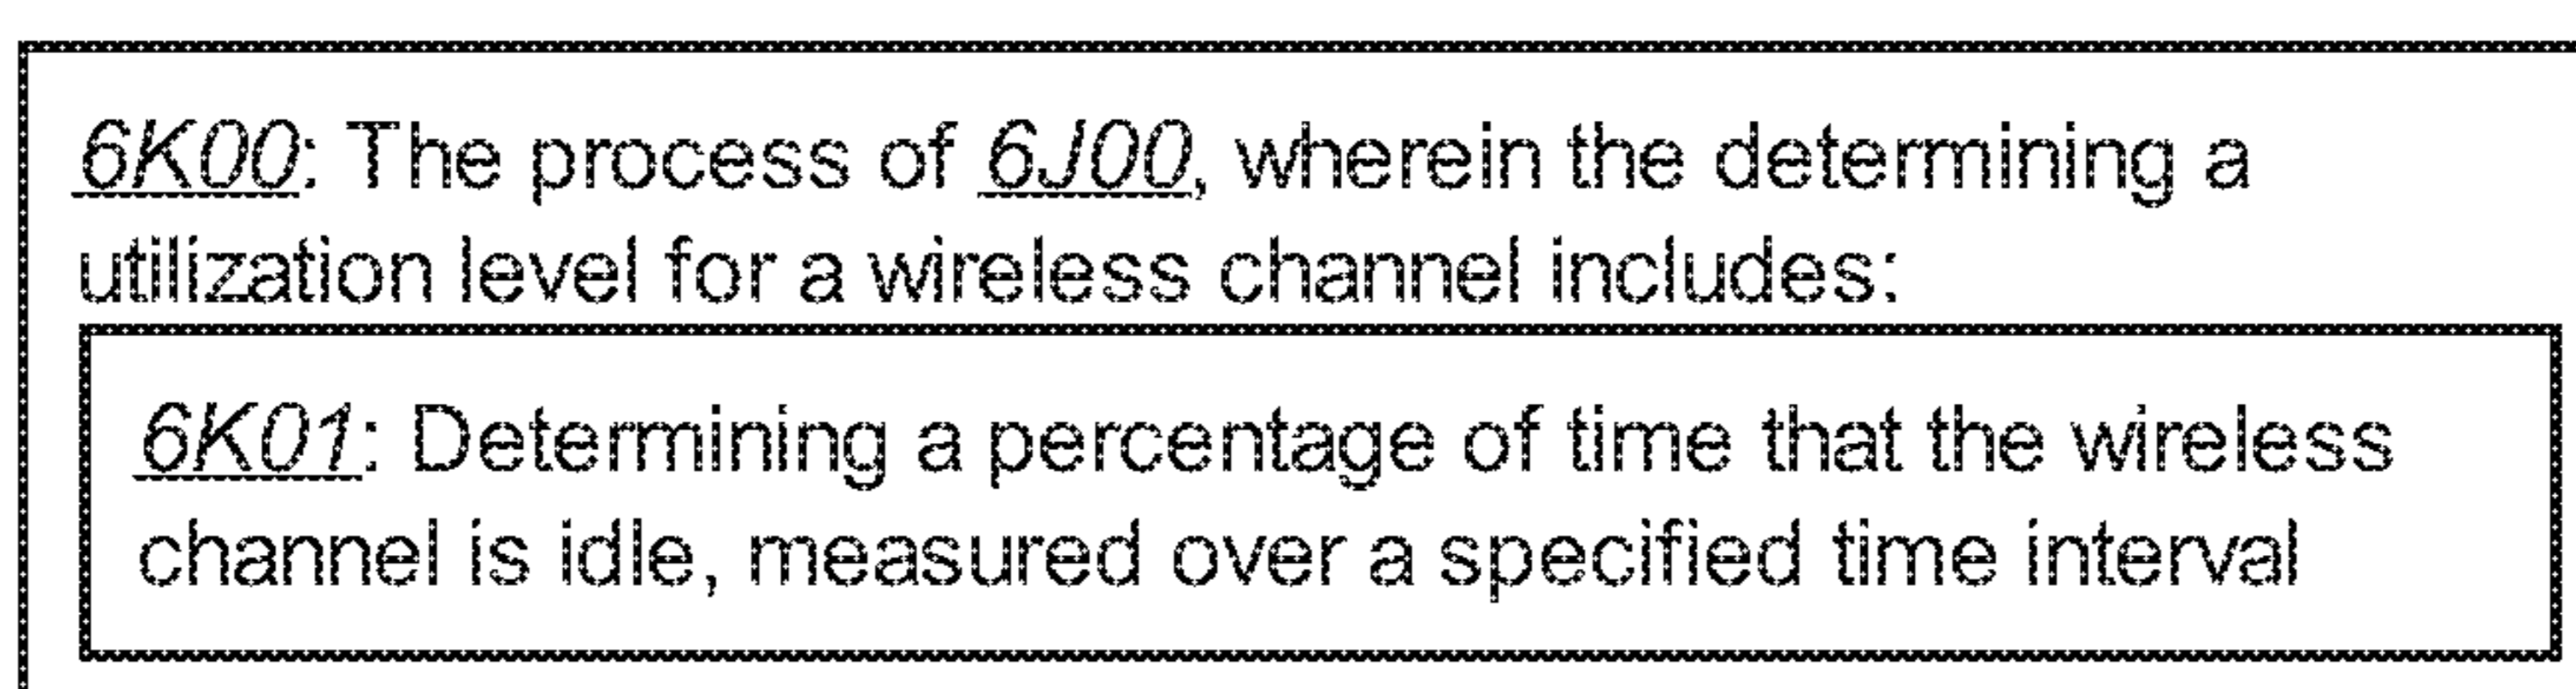 6K00: The process of 6J00, wherein the determining a
utilization level for a wireless channel includes:
6K01: Determining a percentage of time that the wireless
channel is idle, measured over a specified time interval